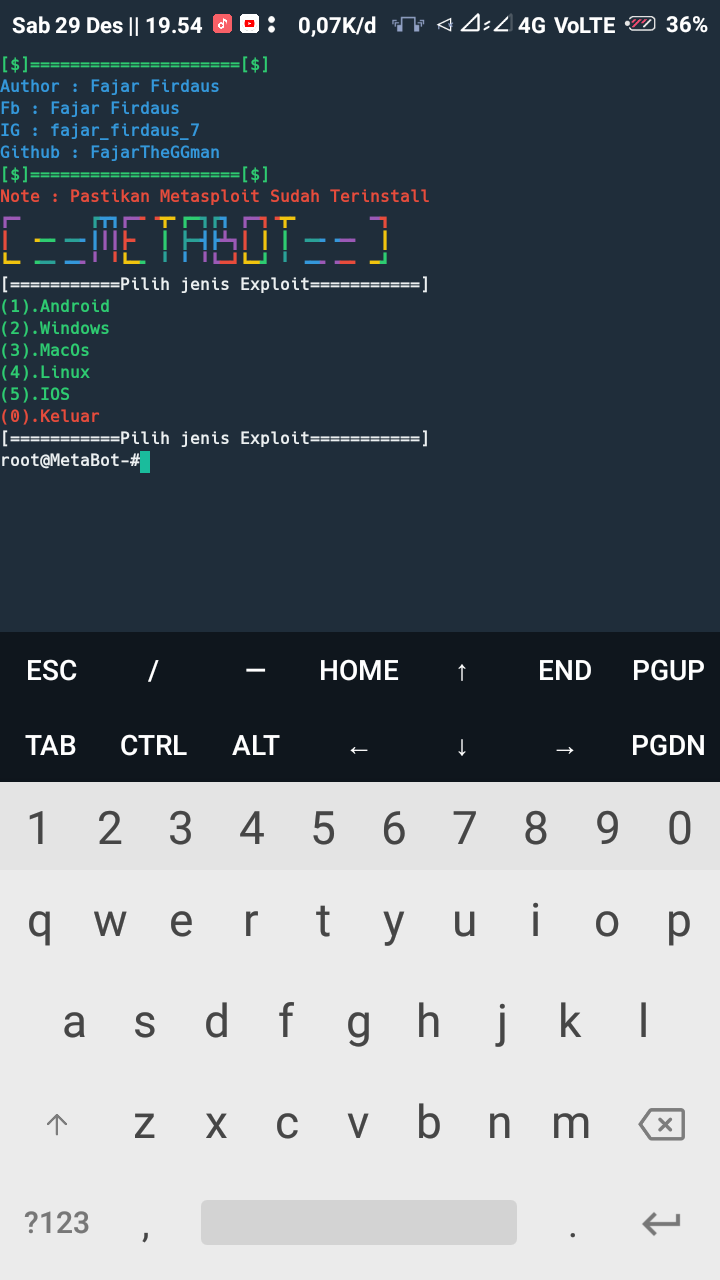 Sab 29 Des || 19.54 0,07K/d 4G VoLTE 36%
[$]=====================[$]
Author : Fajar Firdaus
Fb : Fajar Firdaus
IG : fajar_firdaus_7
Github : FajarTheGGman
[$]=====================[$]
Note : Pastikan Metasploit Sudah Terinstall
[--METABOT--]
[===========Pilih jenis Exploit===========]
(1).Android
(2).Windows
(3).MacOs
(4).Linux
(5).IOS
(0).Keluar
[===========Pilih jenis Exploit===========]
root@MetaBot-#
ESC / — HOME ↑ END PGUP
TAB CTRL ALT ← ↓ → PGDN
1 2 3 4 5 6 7 8 9 0
q w e r t y u i o p
a s d f g h j k l
z x c v b n m
?123 , .